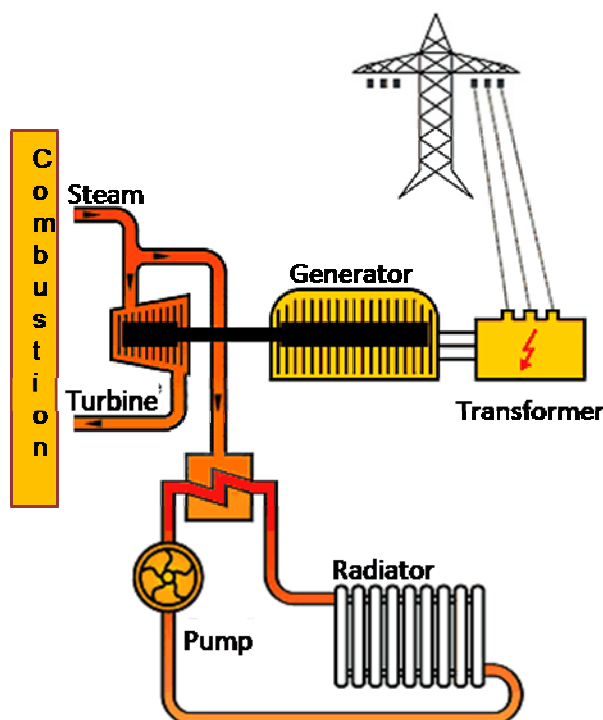 Combustion
Steam
Generator
Turbine
Transformer
Radiator
Pump